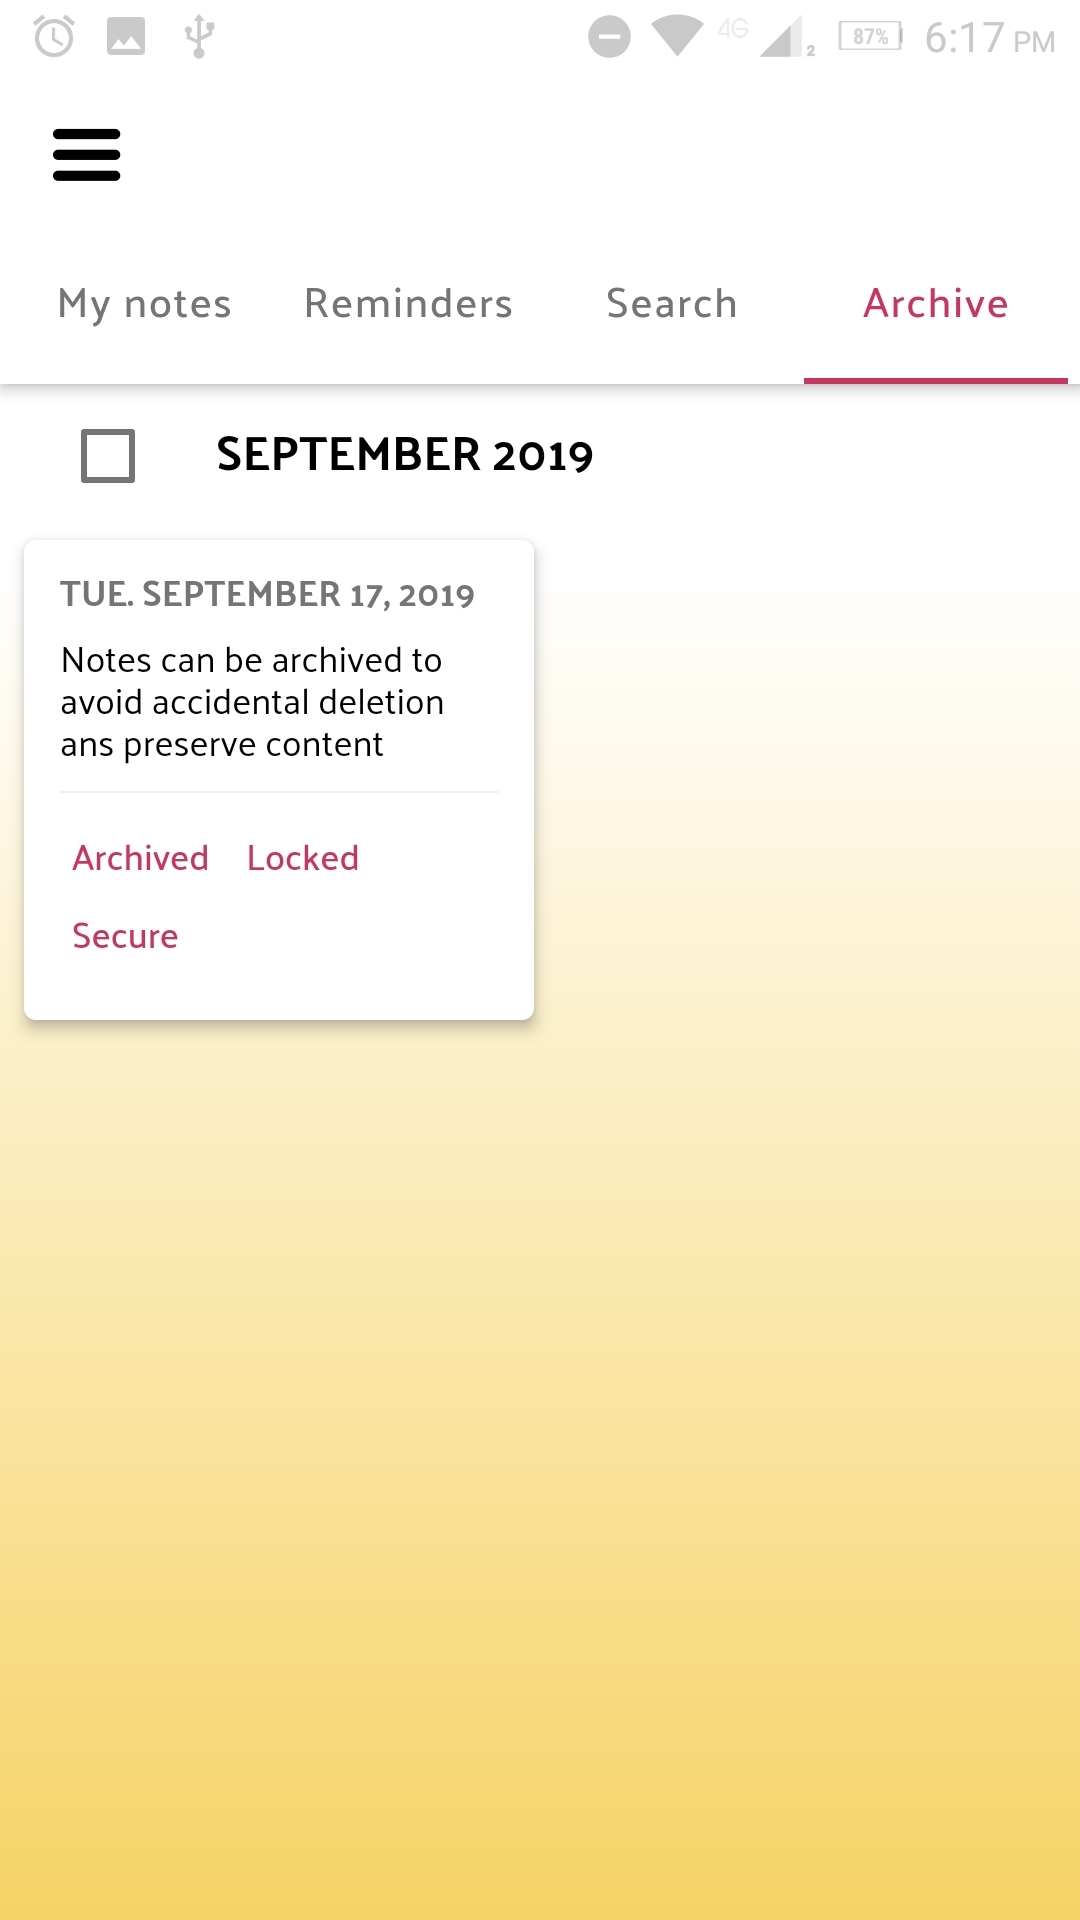 4G 2 87% 6:17 PM
My notes Reminders Search Archive
SEPTEMBER 2019
TUE. SEPTEMBER 17, 2019
Notes can be archived to
avoid accidental deletion
ans preserve content
Archived Locked
Secure